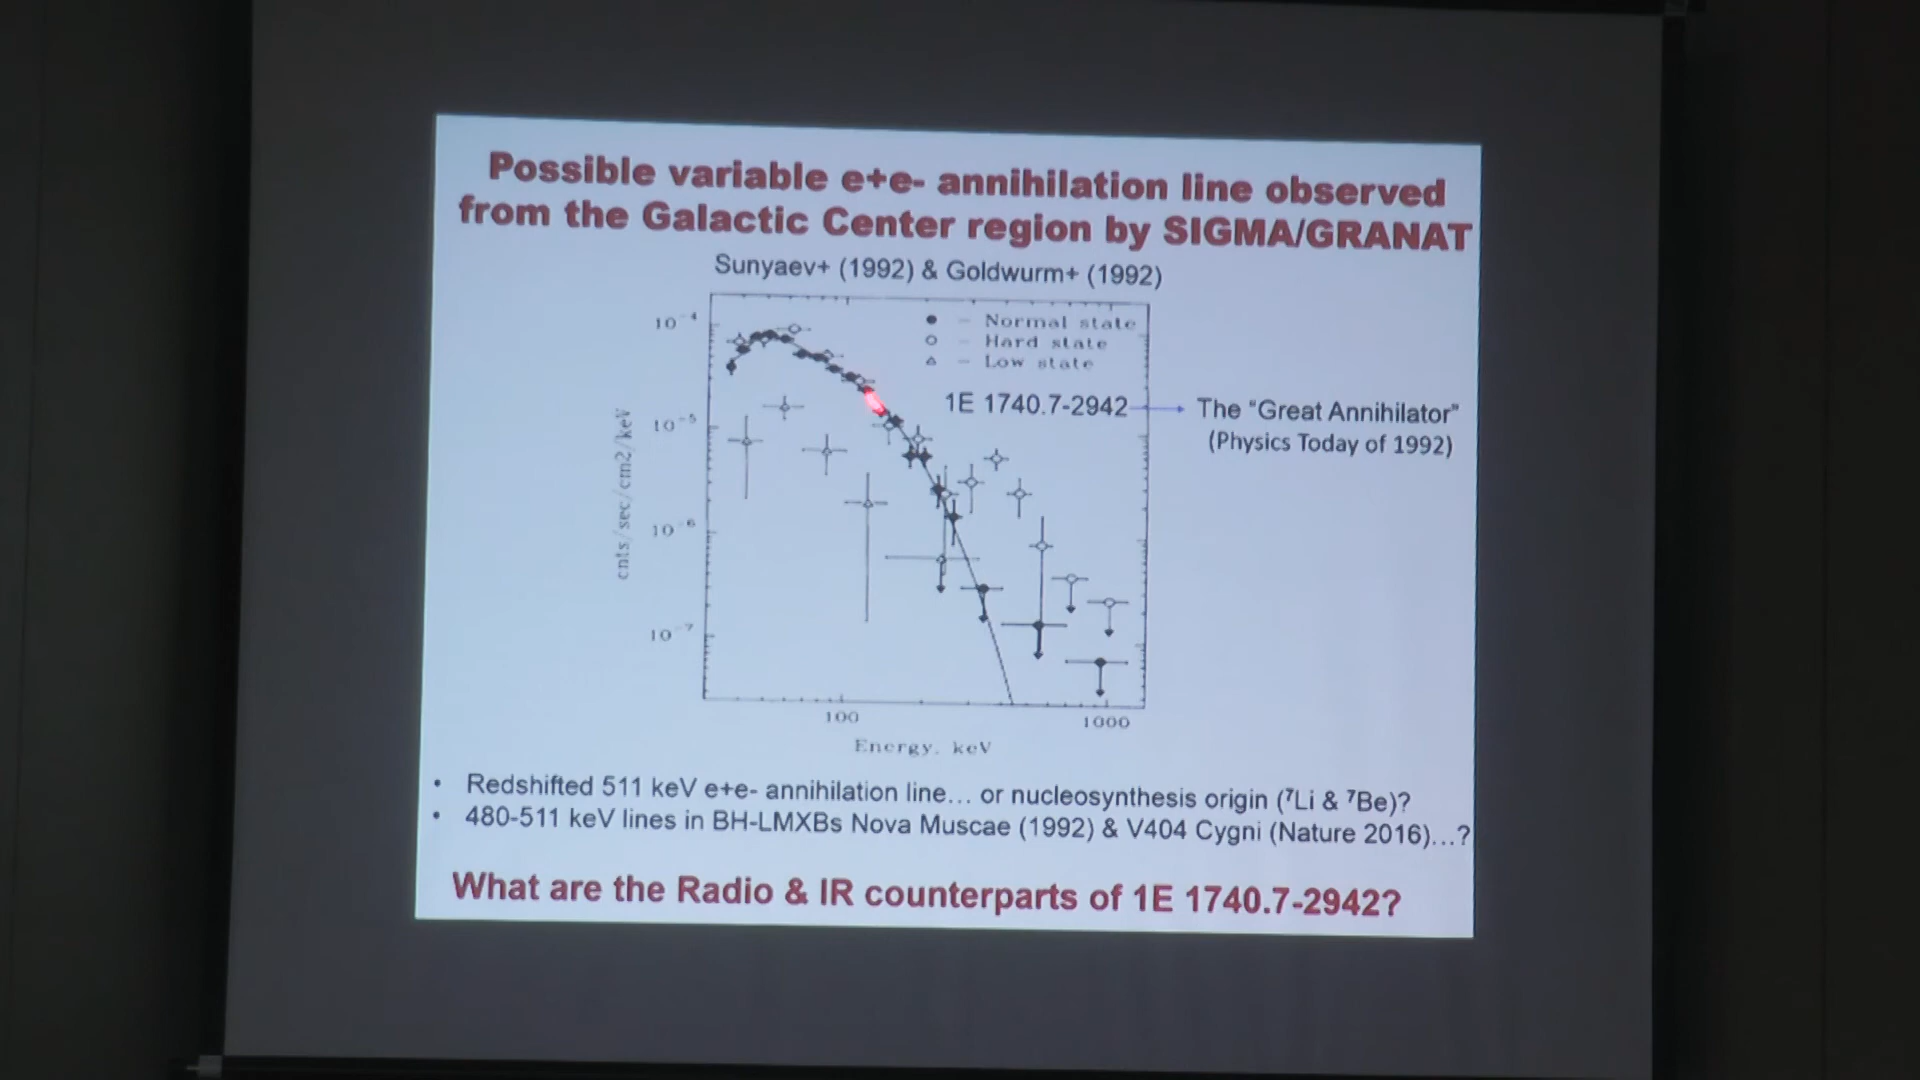 Possible variable e+e- annihilation line observed
from the Galactic Center region by SIGMA/GRANAT
Sunyaev+ (1992) & Goldwurm+ (1992)
10⁻⁴
10⁻⁵
10⁻⁶
10⁻⁷
cnts/sec/cm2/keV
● – Normal state
○ – Hard state
△ – Low state
1E 1740.7-2942
The "Great Annihilator"
(Physics Today of 1992)
100
1000
Energy, keV
• Redshifted 511 keV e+e- annihilation line... or nucleosynthesis origin (⁷Li & ⁷Be)?
• 480-511 keV lines in BH-LMXBs Nova Muscae (1992) & V404 Cygni (Nature 2016)...?
What are the Radio & IR counterparts of 1E 1740.7-2942?